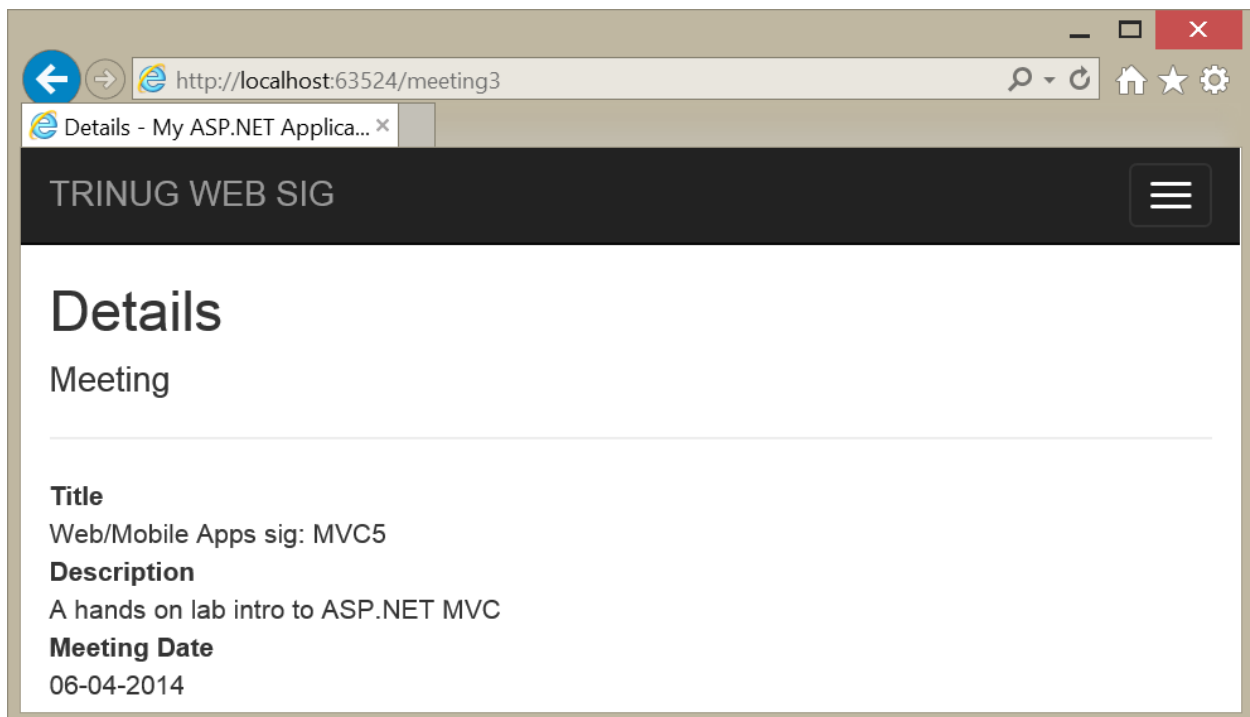 http://localhost:63524/meeting3
Details - My ASP.NET Applica...
TRINUG WEB SIG
Details
Meeting
Title
Web/Mobile Apps sig: MVC5
Description
A hands on lab intro to ASP.NET MVC
Meeting Date
06-04-2014